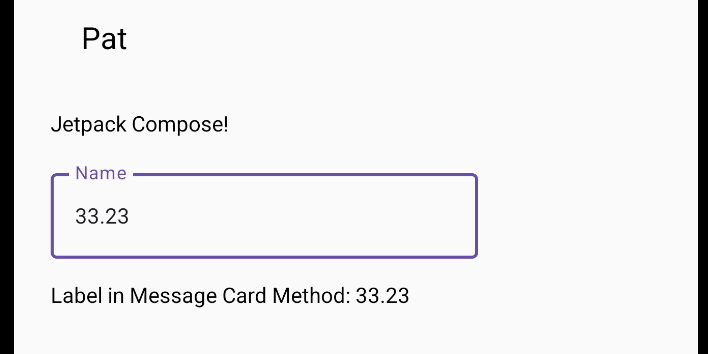 Pat
Jetpack Compose!
Name
33.23
Label in Message Card Method: 33.23